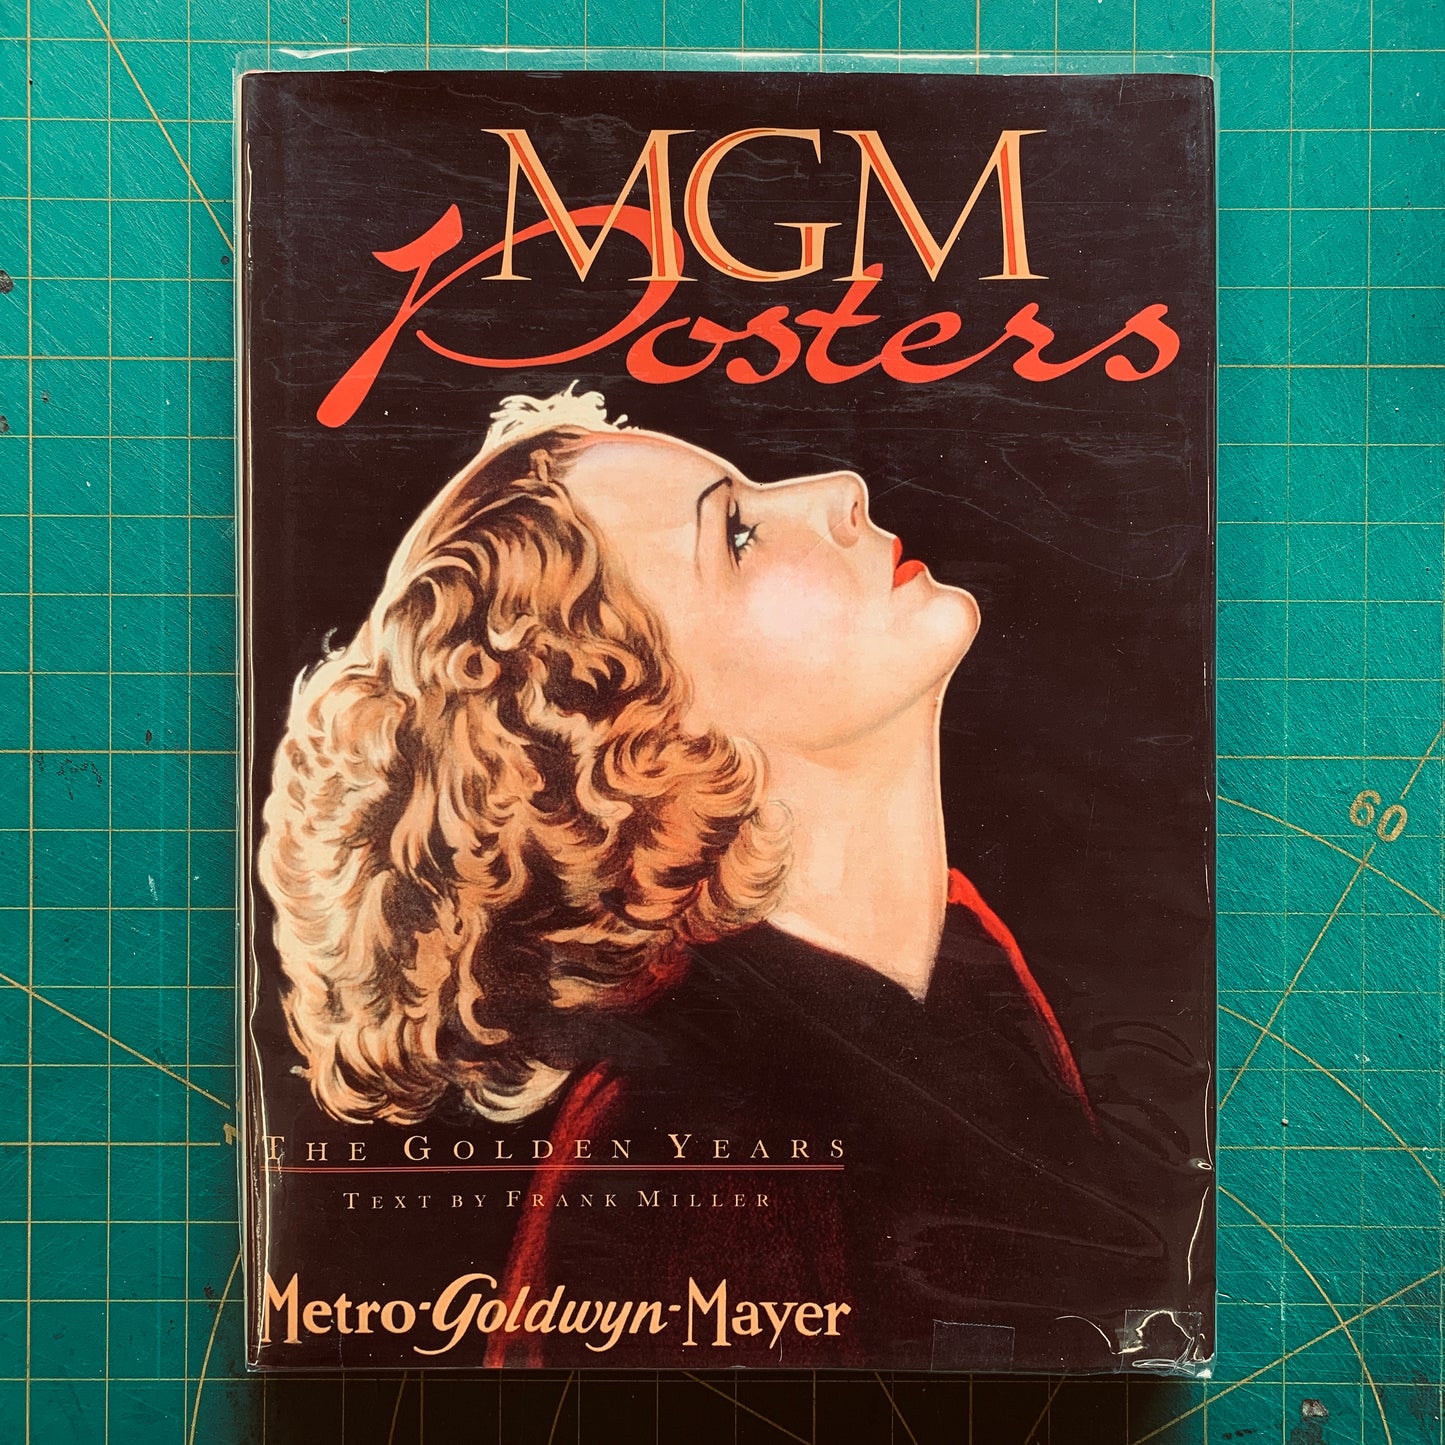 MGM
Posters
THE GOLDEN YEARS
TEXT BY FRANK MILLER
Metro-Goldwyn-Mayer
60